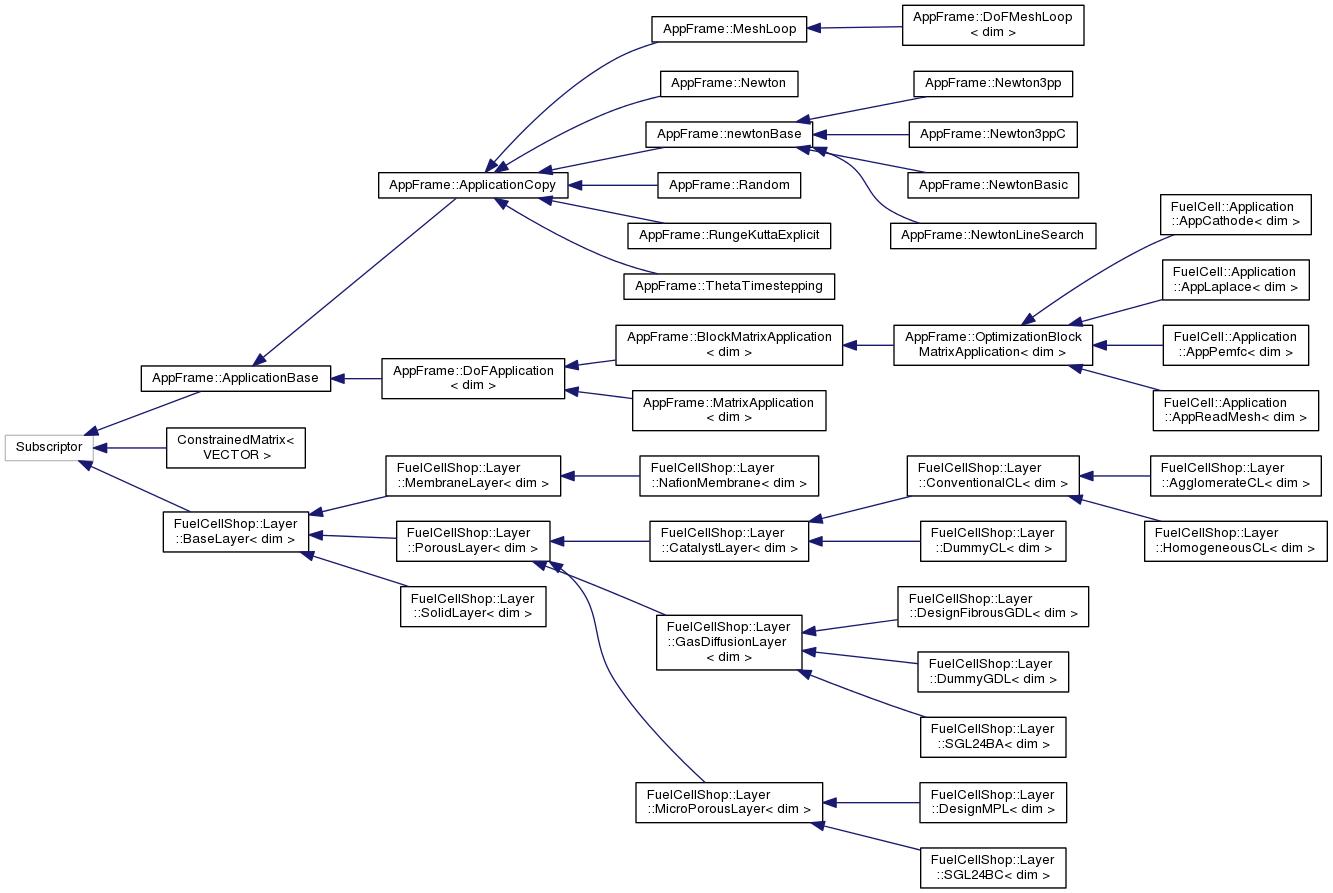 AppFrame::MeshLoop
AppFrame::DoFMeshLoop
< dim >
AppFrame::Newton
AppFrame::Newton3pp
AppFrame::newtonBase
AppFrame::Newton3ppC
AppFrame::ApplicationCopy
AppFrame::Random
AppFrame::NewtonBasic
AppFrame::RungeKuttaExplicit
AppFrame::NewtonLineSearch
AppFrame::ThetaTimestepping
FuelCell::Application
::AppCathode< dim >
FuelCell::Application
::AppLaplace< dim >
AppFrame::BlockMatrixApplication
< dim >
AppFrame::OptimizationBlock
MatrixApplication< dim >
FuelCell::Application
::AppPemfc< dim >
AppFrame::ApplicationBase
AppFrame::DoFApplication
< dim >
AppFrame::MatrixApplication
< dim >
FuelCell::Application
::AppReadMesh< dim >
Subscriptor
ConstrainedMatrix<
VECTOR >
FuelCellShop::Layer
::MembraneLayer< dim >
FuelCellShop::Layer
::NafionMembrane< dim >
FuelCellShop::Layer
::ConventionalCL< dim >
FuelCellShop::Layer
::AgglomerateCL< dim >
FuelCellShop::Layer
::BaseLayer< dim >
FuelCellShop::Layer
::PorousLayer< dim >
FuelCellShop::Layer
::CatalystLayer< dim >
FuelCellShop::Layer
::DummyCL< dim >
FuelCellShop::Layer
::HomogeneousCL< dim >
FuelCellShop::Layer
::SolidLayer< dim >
FuelCellShop::Layer
::GasDiffusionLayer
< dim >
FuelCellShop::Layer
::DesignFibrousGDL< dim >
FuelCellShop::Layer
::DummyGDL< dim >
FuelCellShop::Layer
::SGL24BA< dim >
FuelCellShop::Layer
::MicroPorousLayer< dim >
FuelCellShop::Layer
::DesignMPL< dim >
FuelCellShop::Layer
::SGL24BC< dim >